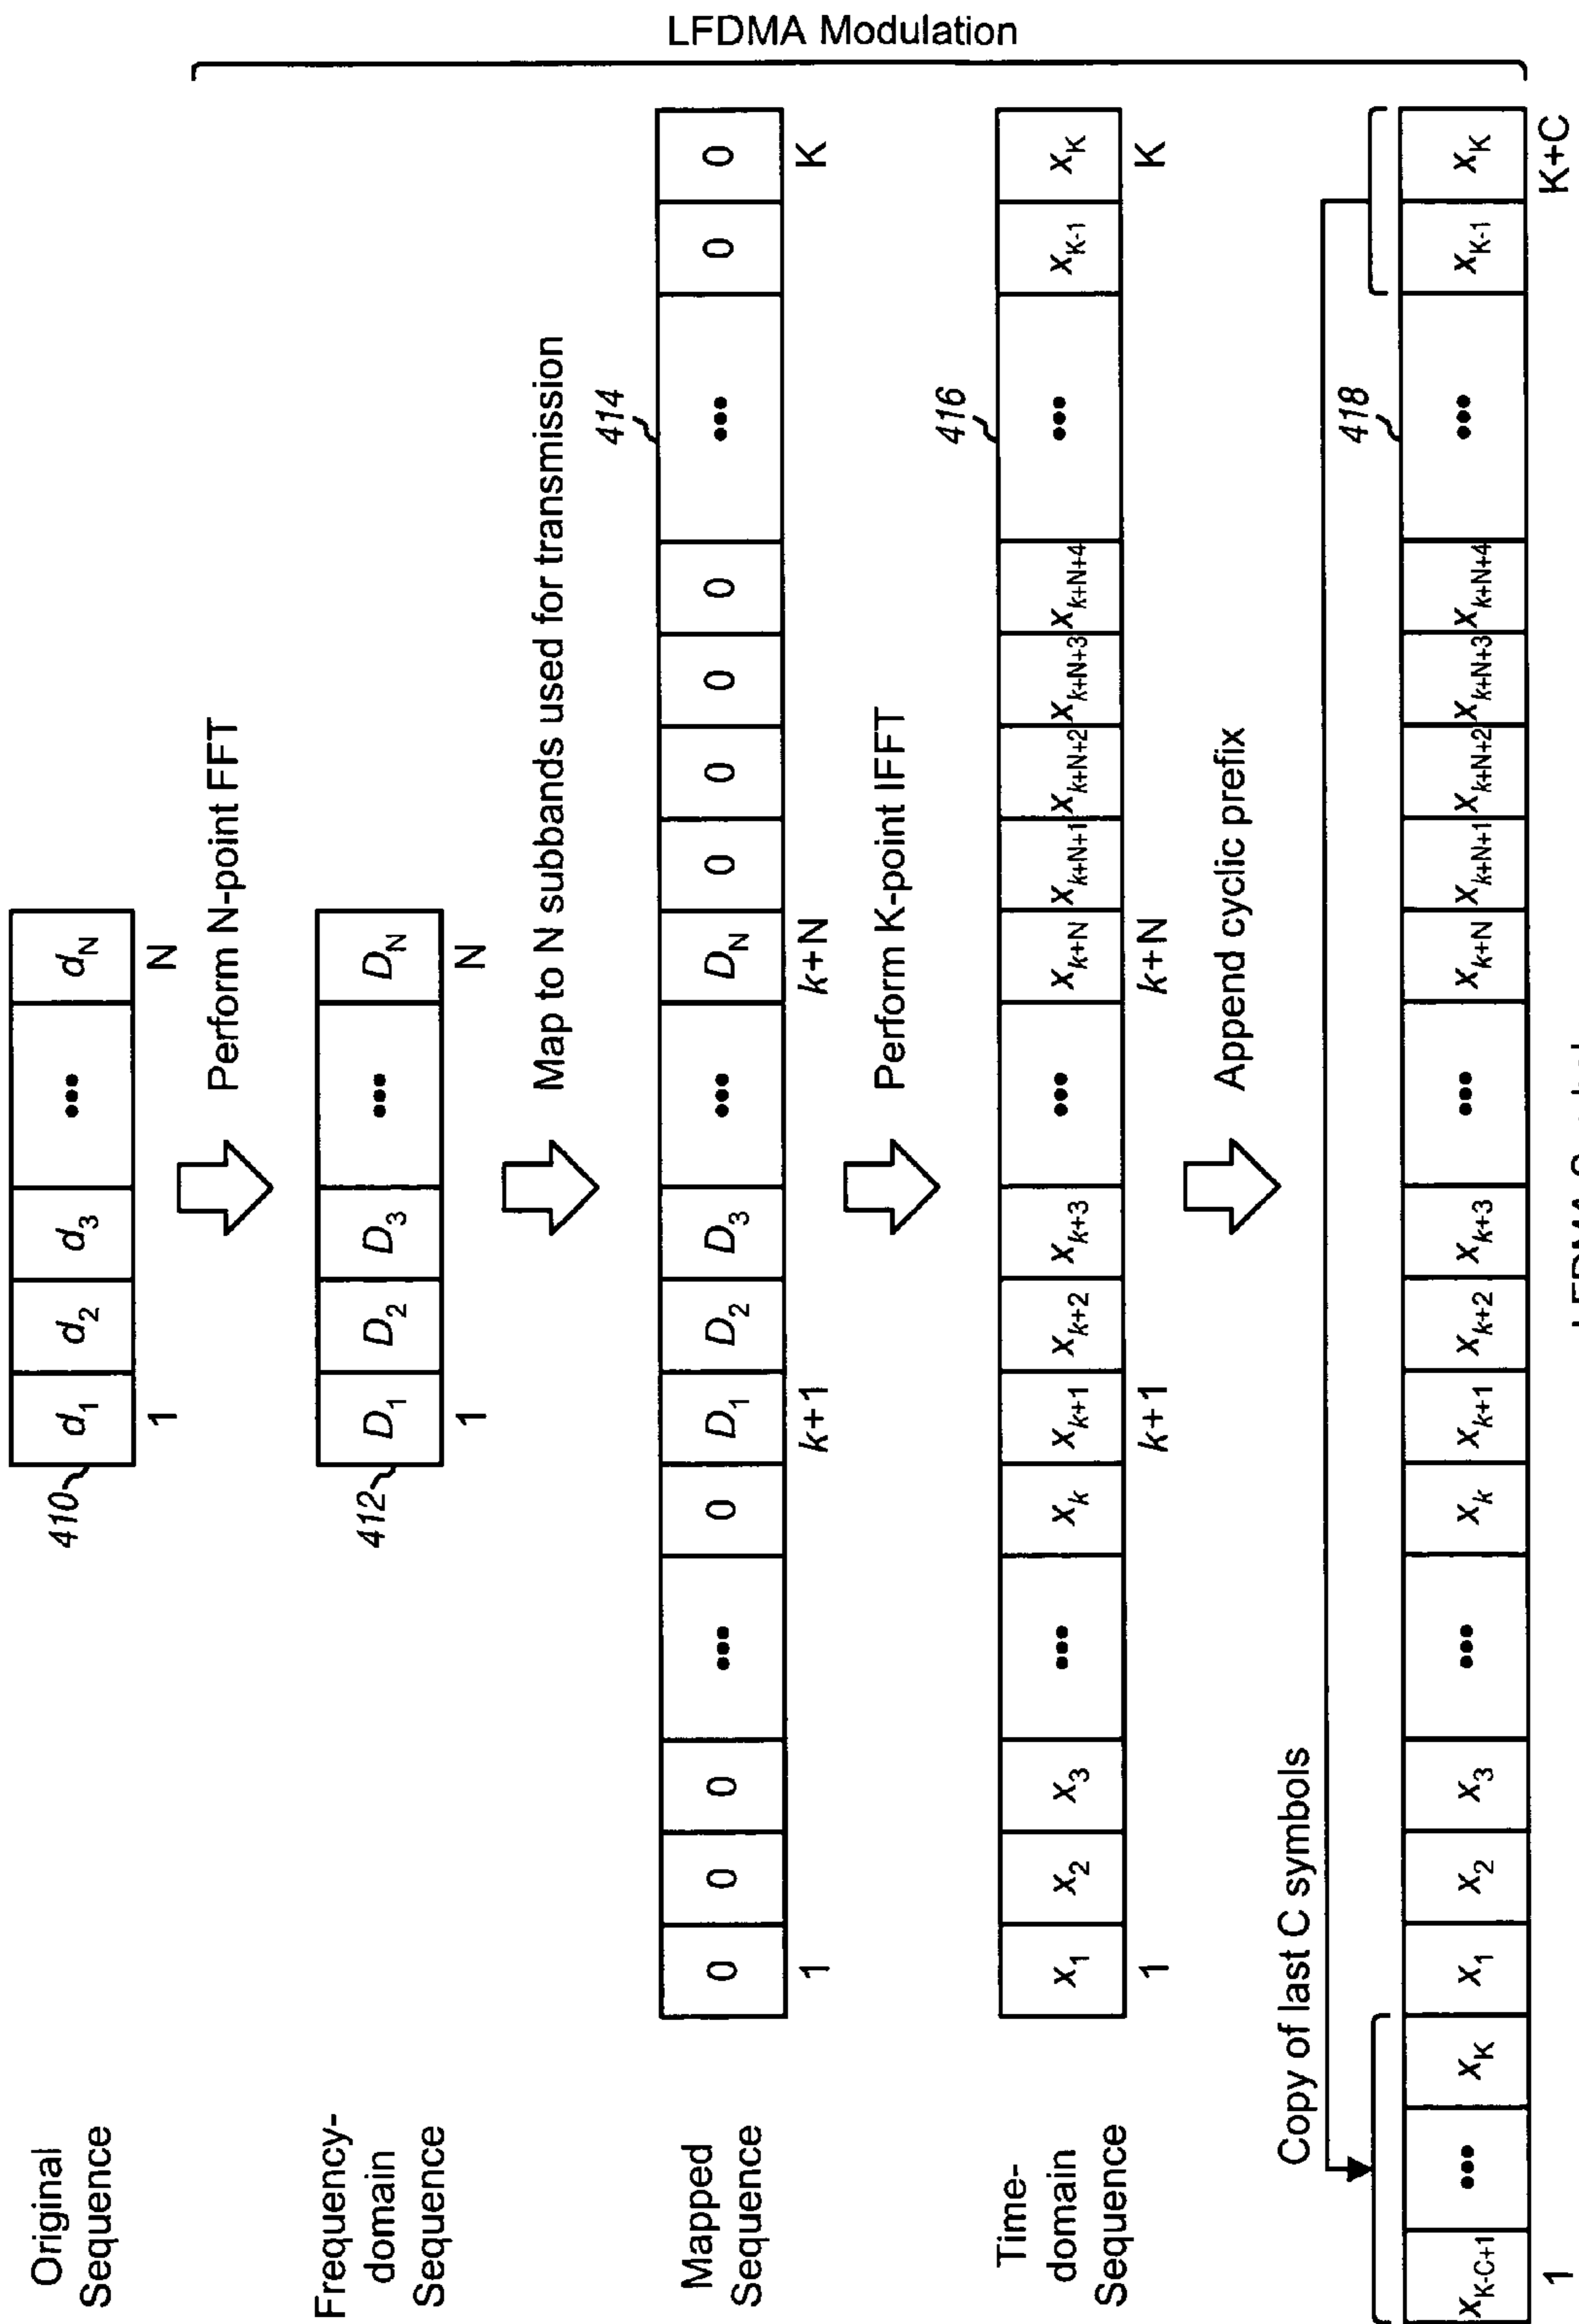 Original
Sequence
410
d1 d2 d3 ••• dN
1 N
Perform N-point FFT
Frequency-
domain
Sequence
412
D1 D2 D3 ••• DN
1 N
Map to N subbands used for transmission
Mapped
Sequence
414
0 0 0 ••• 0 D1 D2 D3 ••• DN 0 0 0 0 ••• 0 0
1 k+1 k+N K
Perform K-point IFFT
Time-
domain
Sequence
416
x1 x2 x3 ••• xk xk+1 xk+2 xk+3 ••• xk+N xk+N+1 xk+N+2 xk+N+3 xk+N+4 ••• xK-1 xK
1 k+1 k+N K
Append cyclic prefix
Copy of last C symbols
418
xK-C+1 ••• xK x1 x2 x3 ••• xk xk+1 xk+2 xk+3 ••• xk+N xk+N+1 xk+N+2 xk+N+3 xk+N+4 ••• xK-1 xK
1 K+C
LFDMA Modulation